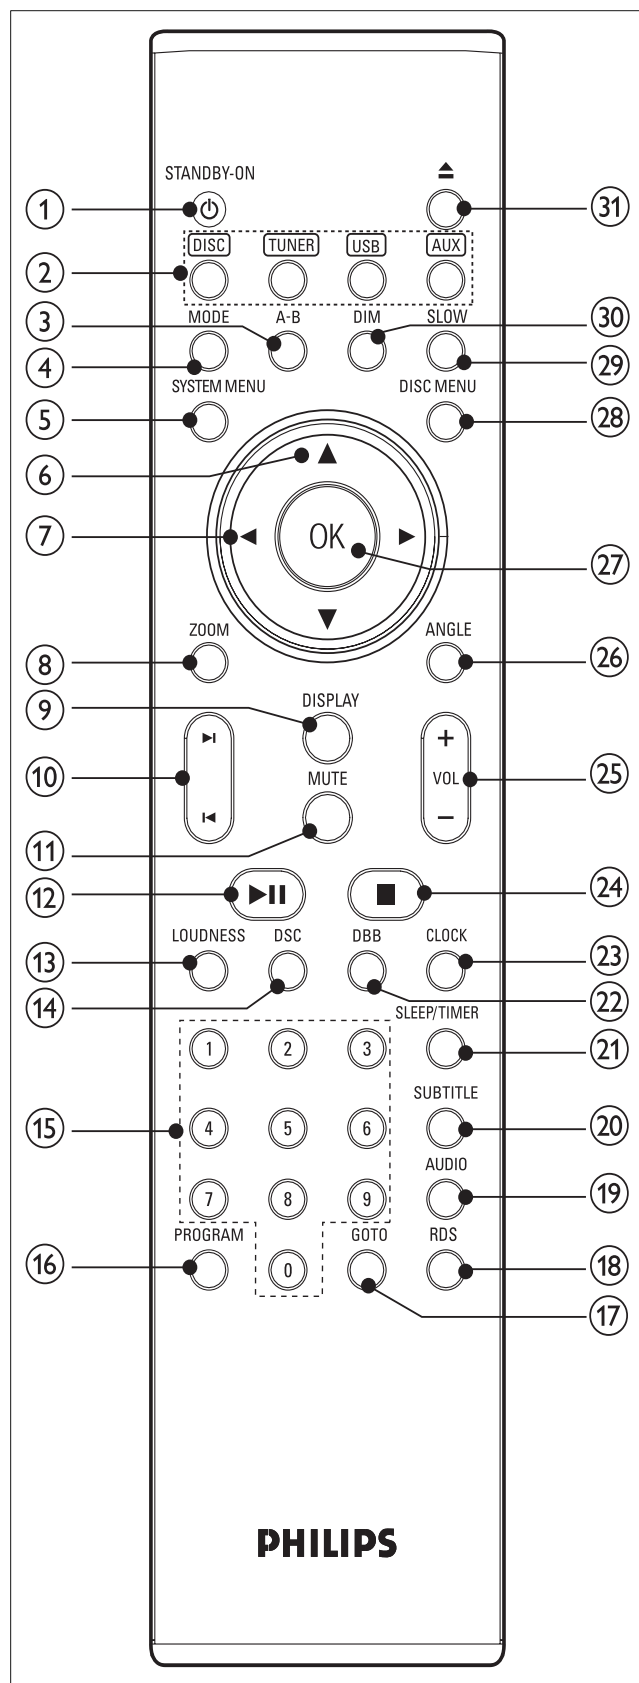 STANDBY-ON
1
31
DISC TUNER USB AUX
2
3
MODE A-B DIM SLOW
30
4
29
SYSTEM MENU DISC MENU
5
28
6
7
OK
27
ZOOM ANGLE
8
26
DISPLAY
9
+
10
VOL
25
MUTE
−
11
12
24
LOUDNESS DSC DBB CLOCK
13
23
14
22
SLEEP/TIMER
1 2 3
21
SUBTITLE
15
4 5 6
20
AUDIO
7 8 9
19
PROGRAM GOTO RDS
16
0
18
17
PHILIPS